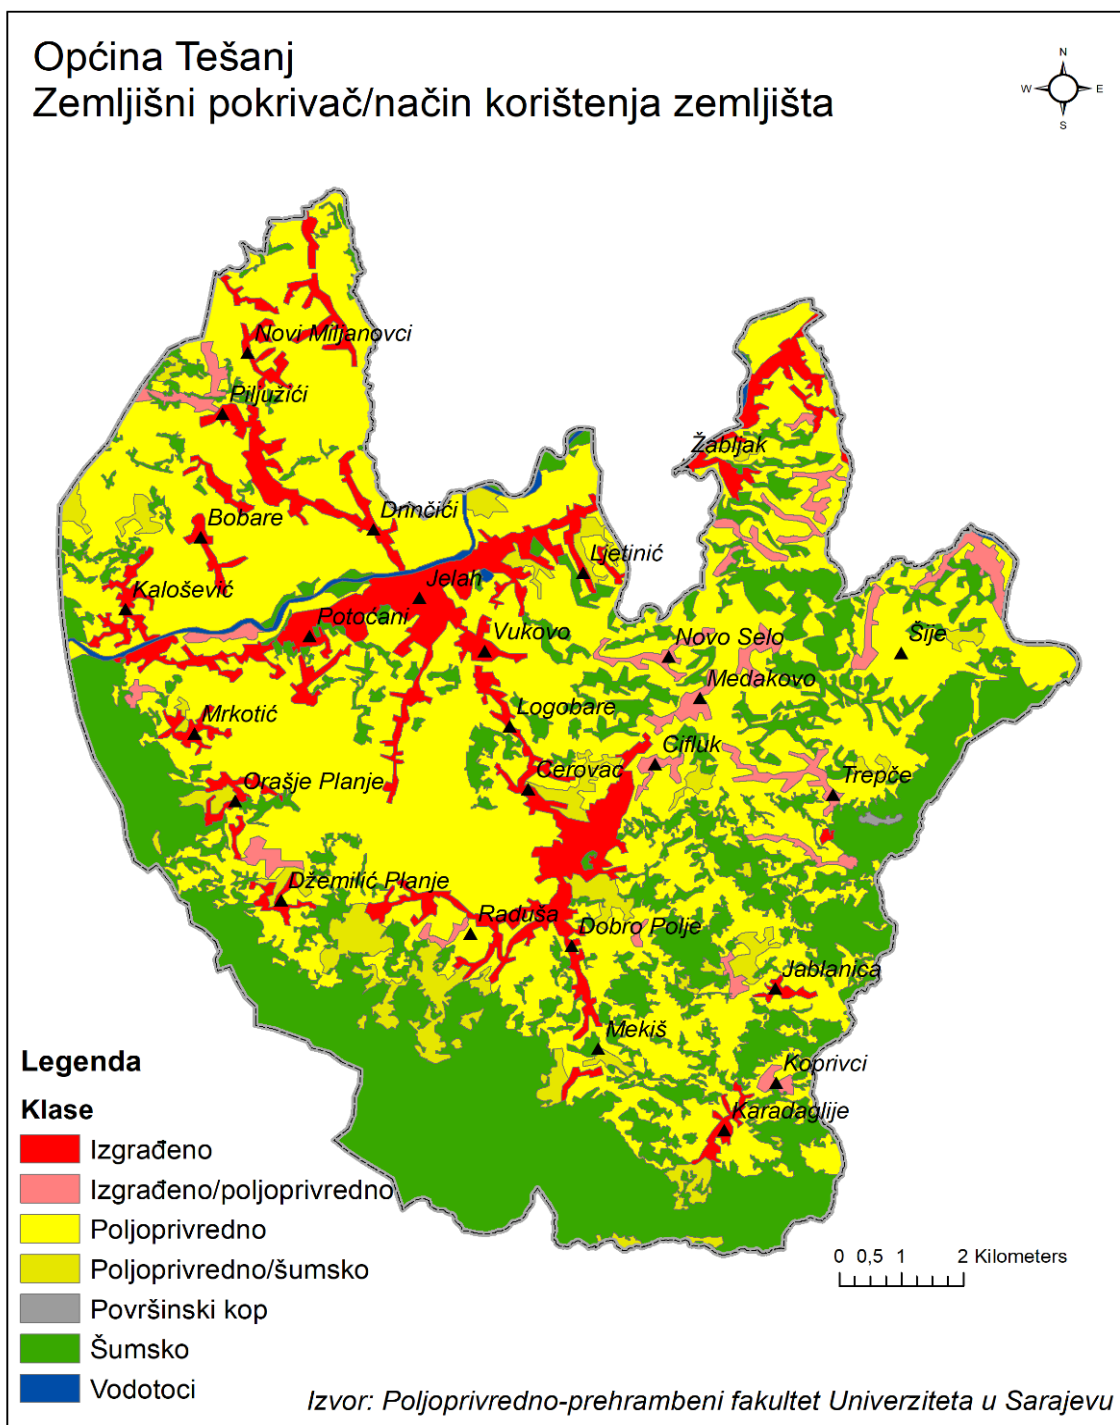 Općina Tešanj
Zemljišni pokrivač/način korištenja zemljišta
N
W E
S
Novi Miljanovci
Piljužići
Žabljak
Bobare
Drinčići
Ljetinić
Kalošević
Jelah
Potoćani
Vukovo
Novo Selo
Šije
Medakovo
Mrkotić
Logobare
Cifluk
Cerovac
Trepče
Orašje Planje
Džemilić Planje
Raduša
Dobro Polje
Jablanica
Mekiš
Koprivci
Karadaglije
Legenda
Klase
Izgrađeno
Izgrađeno/poljoprivredno
Poljoprivredno
Poljoprivredno/šumsko
Površinski kop
Šumsko
Vodotoci
0 0,5 1 2 Kilometers
Izvor: Poljoprivredno-prehrambeni fakultet Univerziteta u Sarajevu